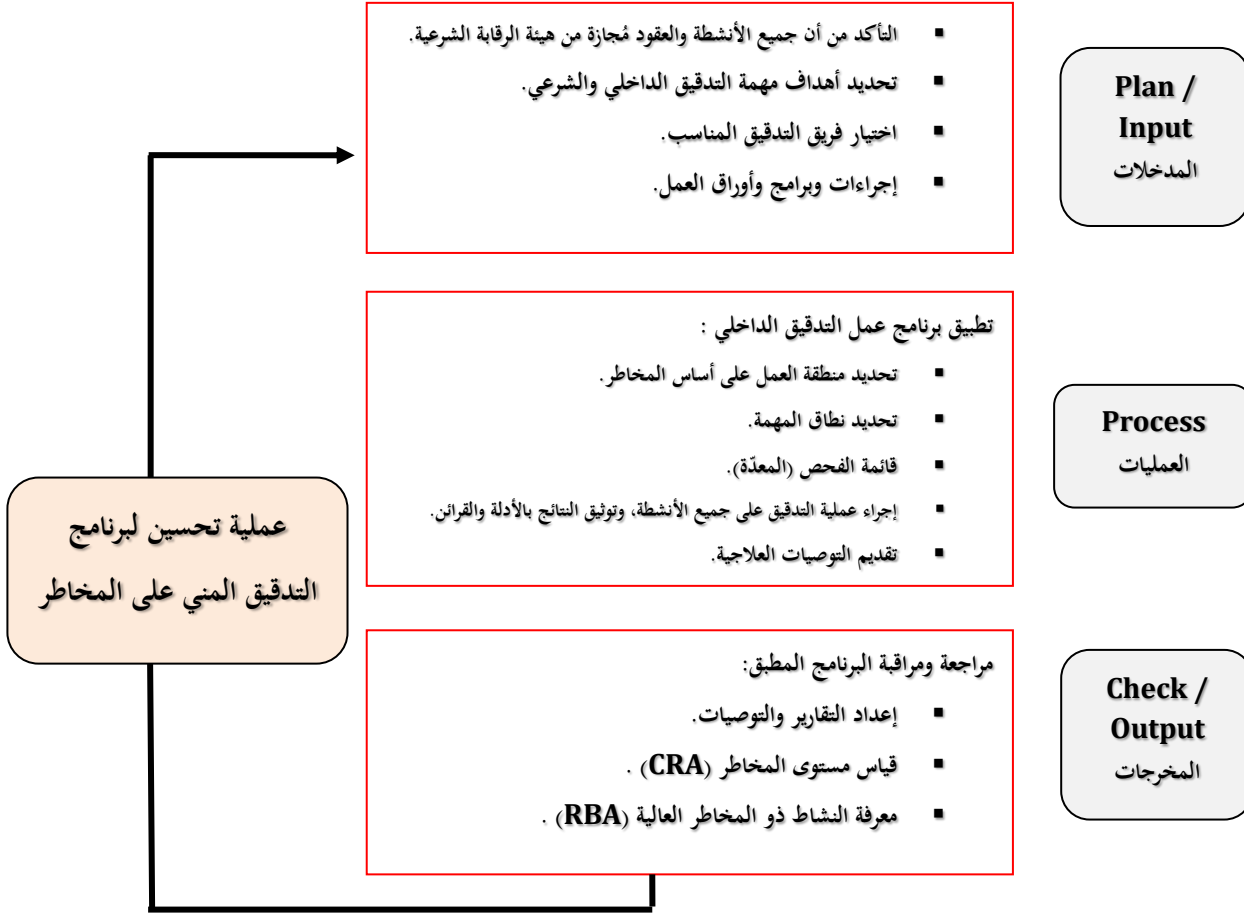 التأكد من أن جميع الأنشطة والعقود مُجازة من هيئة الرقابة الشرعية.
تحديد أهداف مهمة التدقيق الداخلي والشرعي.
اختيار فريق التدقيق المناسب.
إجراءات وبرامج وأوراق العمل.
Plan /
Input
المدخلات
تطبيق برنامج عمل التدقيق الداخلي :
تحديد منطقة العمل على أساس المخاطر.
تحديد نطاق المهمة.
قائمة الفحص (المعدّة).
إجراء عملية التدقيق على جميع الأنشطة، وتوثيق النتائج بالأدلة والقرائن.
تقديم التوصيات العلاجية.
Process
العمليات
مراجعة ومراقبة البرنامج المطبق:
إعداد التقارير والتوصيات.
قياس مستوى المخاطر (CRA) .
معرفة النشاط ذو المخاطر العالية (RBA) .
Check /
Output
المخرجات
عملية تحسين لبرنامج
التدقيق المني على المخاطر